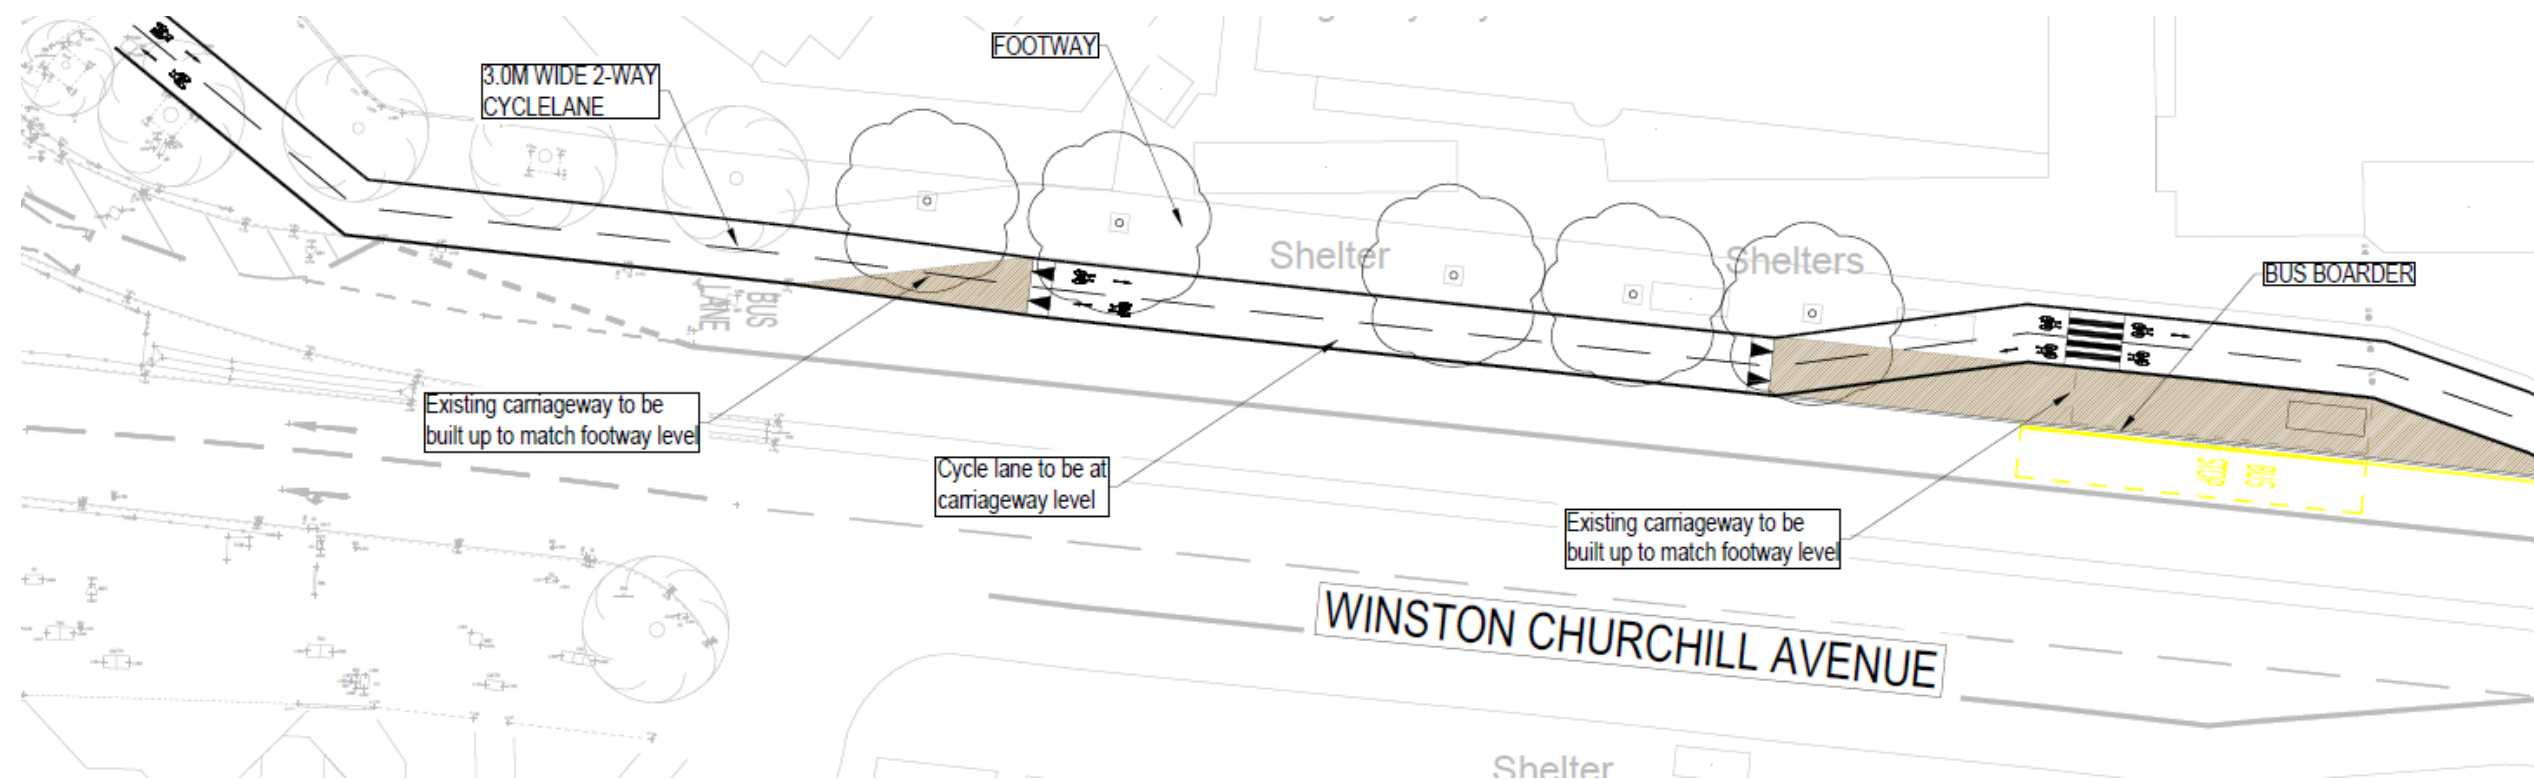 FOOTWAY
3.0M WIDE 2-WAY
CYCLELANE
Shelter
Shelters
BUS BOARDER
BUS
LANE
Existing carriageway to be
built up to match footway level
Cycle lane to be at
carriageway level
BUS
STOP
Existing carriageway to be
built up to match footway level
WINSTON CHURCHILL AVENUE
Shelter